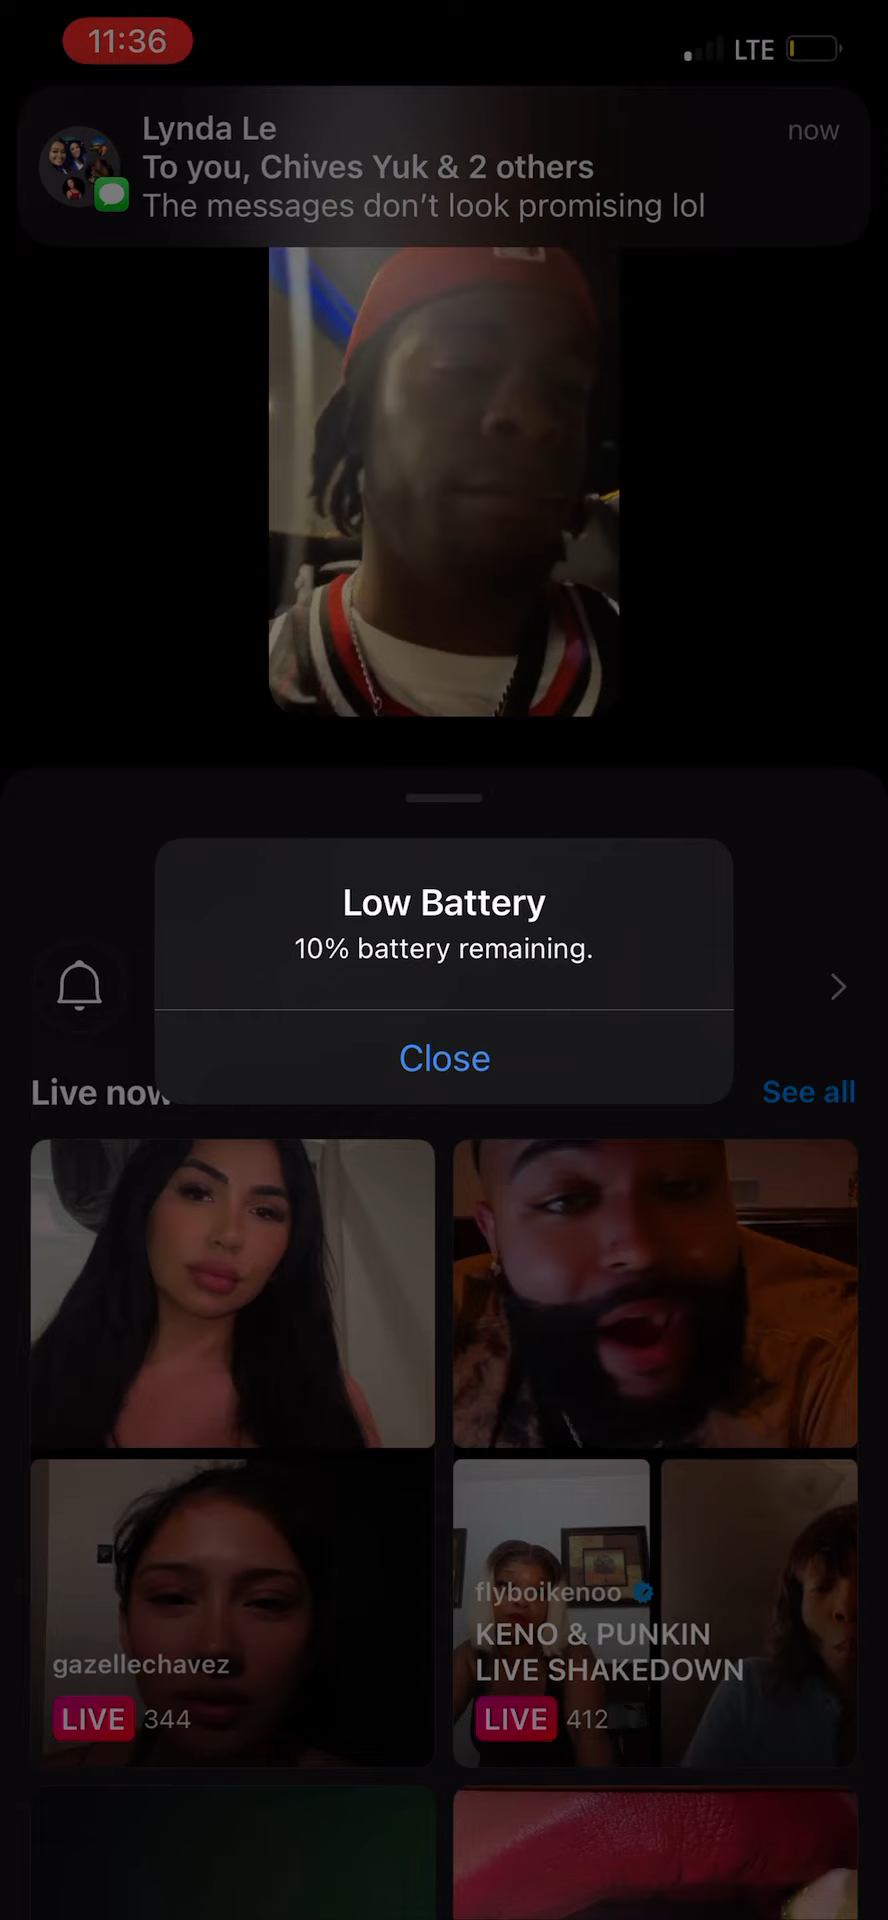 11:36
LTE
Lynda Le
now
To you, Chives Yuk & 2 others
The messages don’t look promising lol
Low Battery
10% battery remaining.
Close
Live now
See all
flyboikenoo
KENO & PUNKIN
LIVE SHAKEDOWN
gazellechavez
LIVE 344
LIVE 412